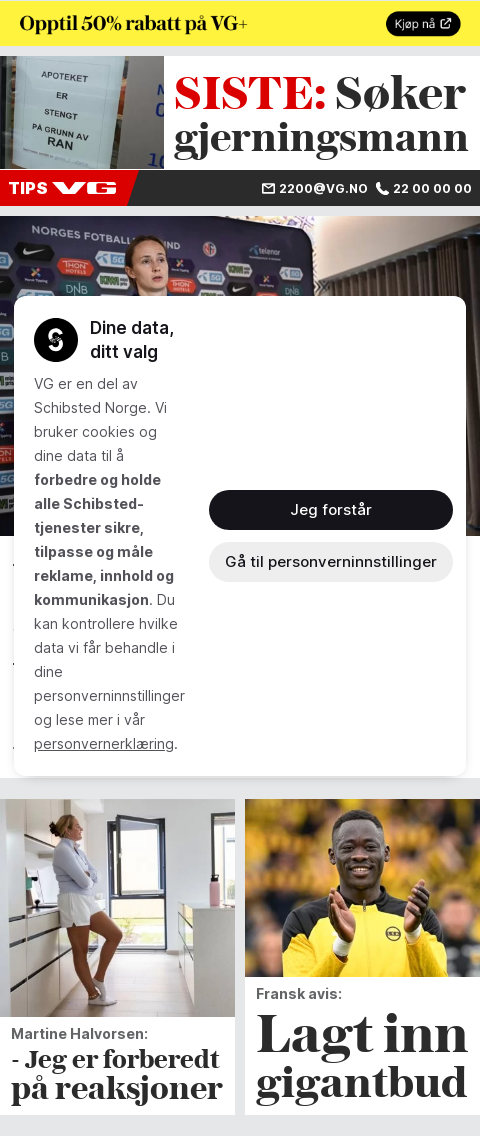 Opptil 50% rabatt på VG+
Kjøp nå
APOTEKET
ER
STENGT
PÅ GRUNN AV
RAN
SISTE: Søker
gjerningsmann
TIPS VG
2200@VG.NO 22 00 00 00
NORGES FOTBALLFORBUND
telenor
Dine data,
ditt valg
VG er en del av
Schibsted Norge. Vi
bruker cookies og
dine data til å
forbedre og holde
alle Schibsted-
tjenester sikre,
tilpasse og måle
reklame, innhold og
kommunikasjon. Du
kan kontrollere hvilke
data vi får behandle i
dine
personverninnstillinger
og lese mer i vår
personvernerklæring.
Jeg forstår
Gå til personverninnstillinger
Martine Halvorsen:
- Jeg er forberedt
på reaksjoner
Fransk avis:
Lagt inn
gigantbud